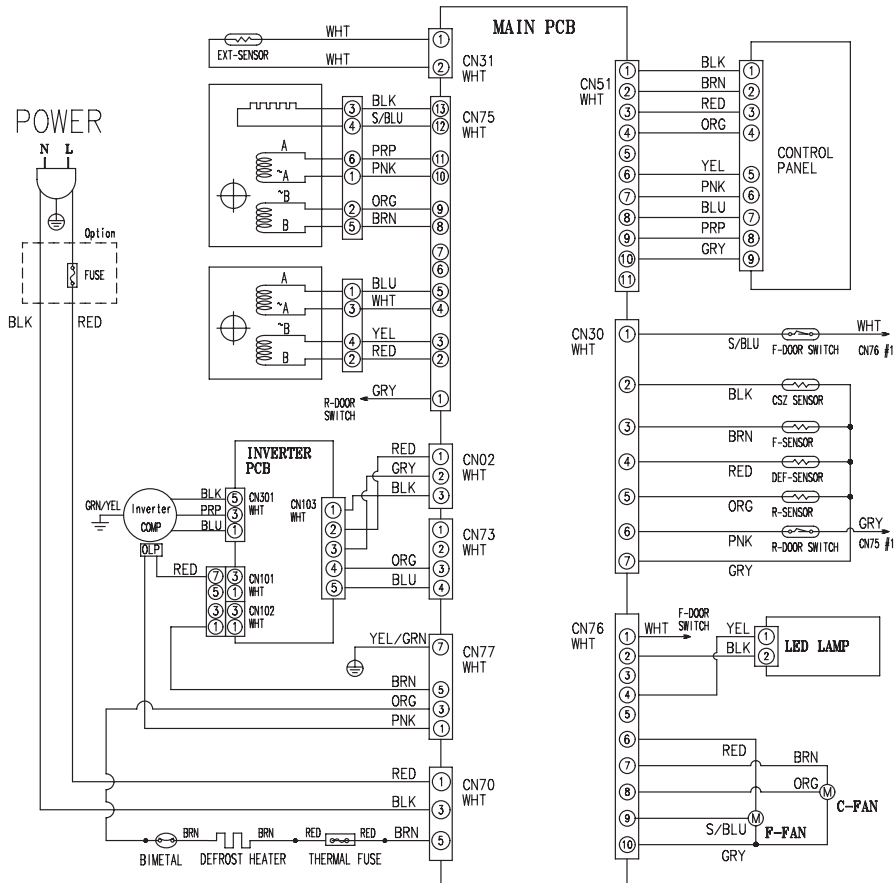 MAIN PCB
POWER
N L
Option
FUSE
BLK RED
EXT-SENSOR
WHT
WHT
1
2
CN31
WHT
3 BLK 13
4 S/BLU 12
CN75
WHT
A
6 PRP 11
~A
1 PNK 10
~B
2 ORG 9
B
5 BRN 8
7
6
A
1 BLU 5
~A
3 WHT 4
~B
4 YEL 3
B
2 RED 2
R-DOOR
SWITCH
GRY 1
INVERTER
PCB
RED 1
GRY 2
BLK 3
CN02
WHT
GRN/YEL
Inverter
COMP
OLP
BLK 5
PRP 3
BLU 1
CN301
WHT
CN103
WHT
1
2
3
4
5
1
2
3
4
CN73
WHT
ORG
BLU
RED
7 3
5 1
CN101
WHT
3 3
1 1
CN102
WHT
YEL/GRN 7
CN77
WHT
BRN 5
ORG 3
PNK 1
RED 1
CN70
WHT
BLK 3
BRN BRN RED RED BRN 5
BIMETAL DEFROST HEATER THERMAL FUSE
CN51
WHT
1 BLK 1
2 BRN 2
3 RED 3
4 ORG 4
5
6 YEL 5
7 PNK 6
8 BLU 7
9 PRP 8
10 GRY 9
11
CONTROL
PANEL
CN30
WHT
1 S/BLU F-DOOR SWITCH WHT CN76 #1
2 BLK CSZ SENSOR
3 BRN F-SENSOR
4 RED DEF-SENSOR
5 ORG R-SENSOR
6 PNK R-DOOR SWITCH GRY CN75 #1
7 GRY
CN76
WHT
1 WHT
F-DOOR
SWITCH
2
3
4
5
YEL 1
BLK 2
LED LAMP
6 RED
7 BRN
8 ORG
M
C-FAN
9 S/BLU
M
F-FAN
10 GRY